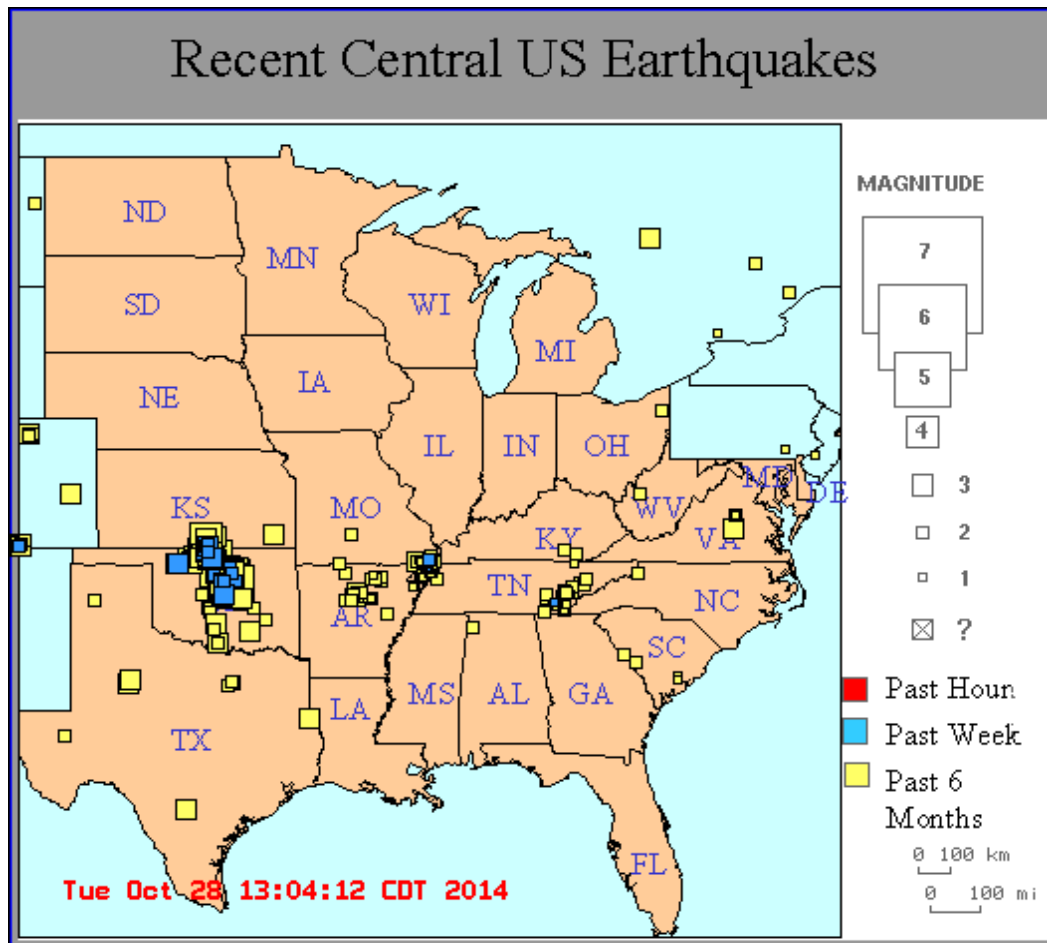 Recent Central US Earthquakes
MAGNITUDE
7
6
5
4
3
2
1
?
ND
MN
SD
WI
MI
NE
IA
IL
IN
OH
MD
DE
KS
MO
WV
KY
VA
TN
NC
AR
SC
MS
AL
GA
LA
TX
FL
Past Houn
Past Week
Past 6
Months
0 100 km
0 100 mi
Tue Oct 28 13:04:12 CDT 2014